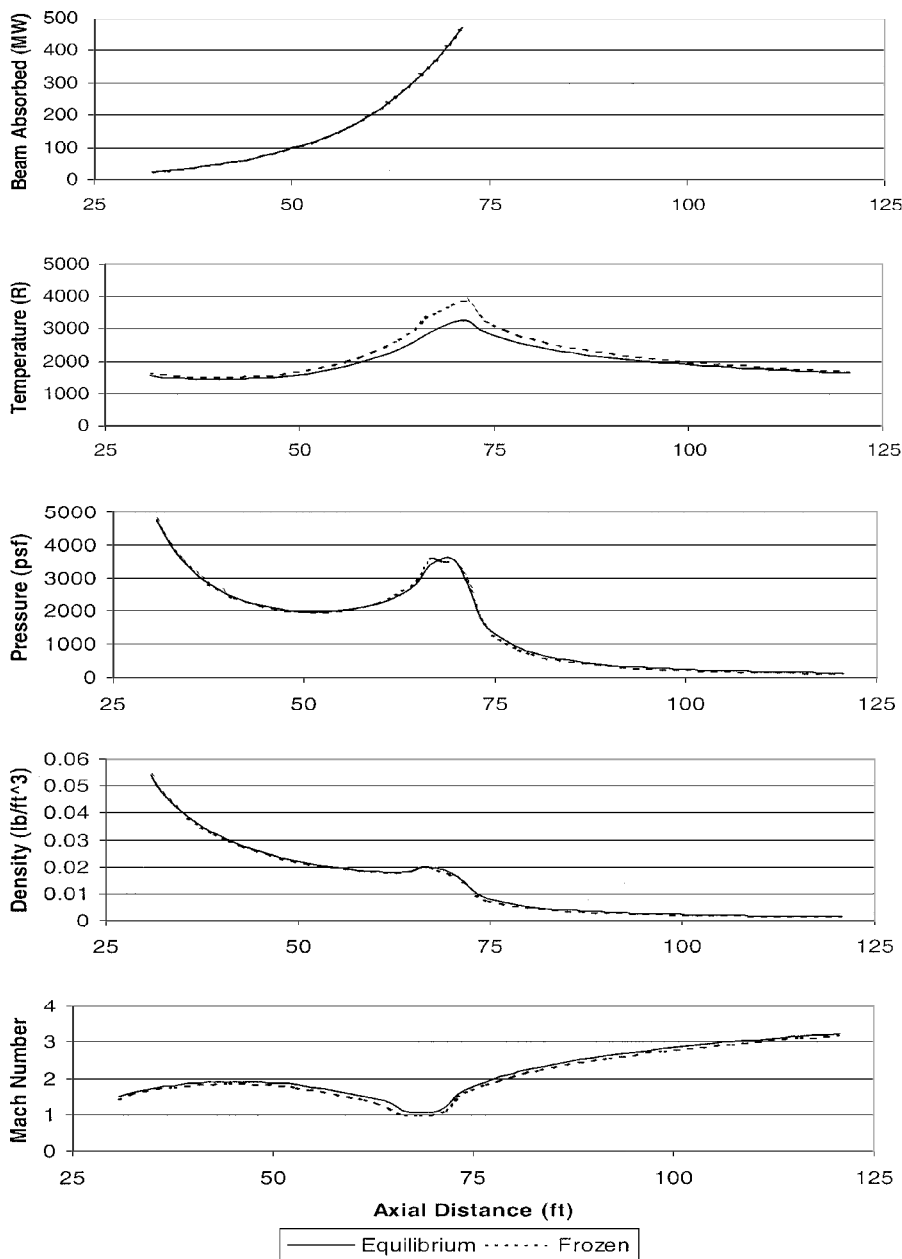 Beam Absorbed (MW)
500
400
300
200
100
0
25 50 75 100 125
Temperature (R)
5000
4000
3000
2000
1000
0
25 50 75 100 125
Pressure (psf)
5000
4000
3000
2000
1000
0
25 50 75 100 125
Density (lb/ft^3)
0.06
0.05
0.04
0.03
0.02
0.01
0
25 50 75 100 125
Mach Number
4
3
2
1
0
25 50 75 100 125
Axial Distance (ft)
Equilibrium Frozen